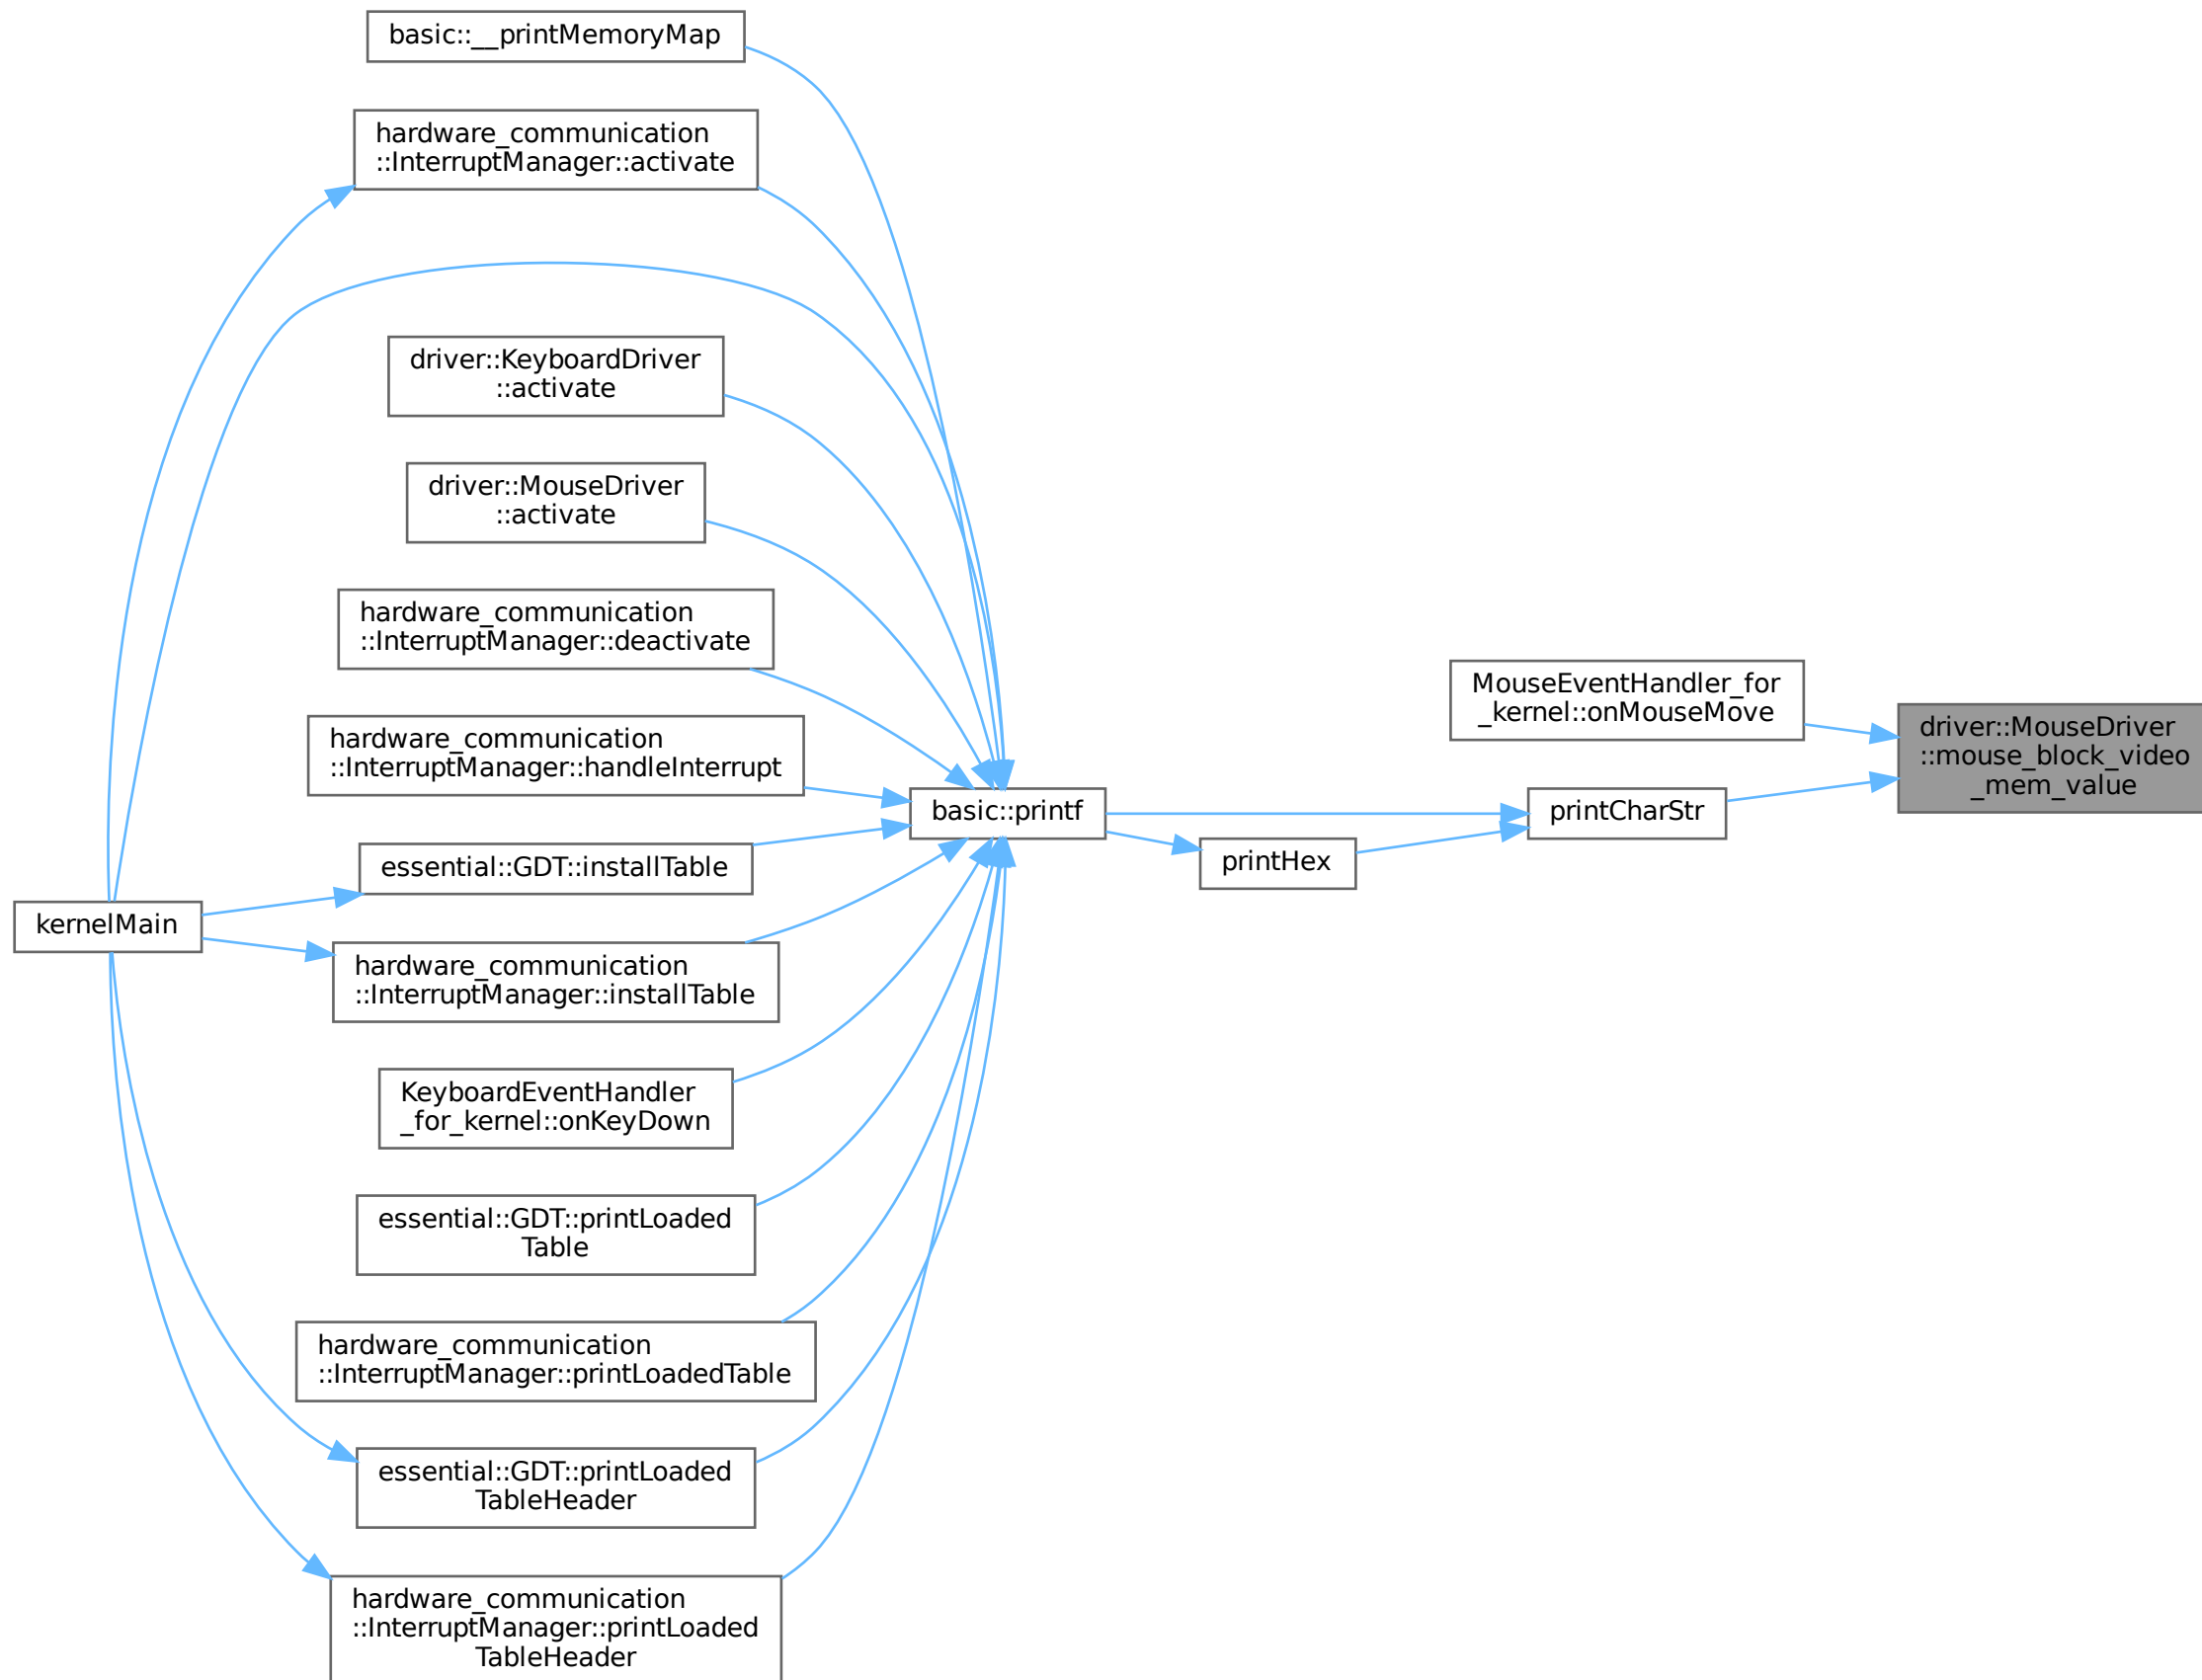 basic::__printMemoryMap
hardware_communication
::InterruptManager::activate
driver::KeyboardDriver
::activate
driver::MouseDriver
::activate
hardware_communication
::InterruptManager::deactivate
hardware_communication
::InterruptManager::handleInterrupt
essential::GDT::installTable
kernelMain
hardware_communication
::InterruptManager::installTable
KeyboardEventHandler
_for_kernel::onKeyDown
essential::GDT::printLoaded
Table
hardware_communication
::InterruptManager::printLoadedTable
essential::GDT::printLoaded
TableHeader
hardware_communication
::InterruptManager::printLoaded
TableHeader
basic::printf
printHex
printCharStr
MouseEventHandler_for
_kernel::onMouseMove
driver::MouseDriver
::mouse_block_video
_mem_value